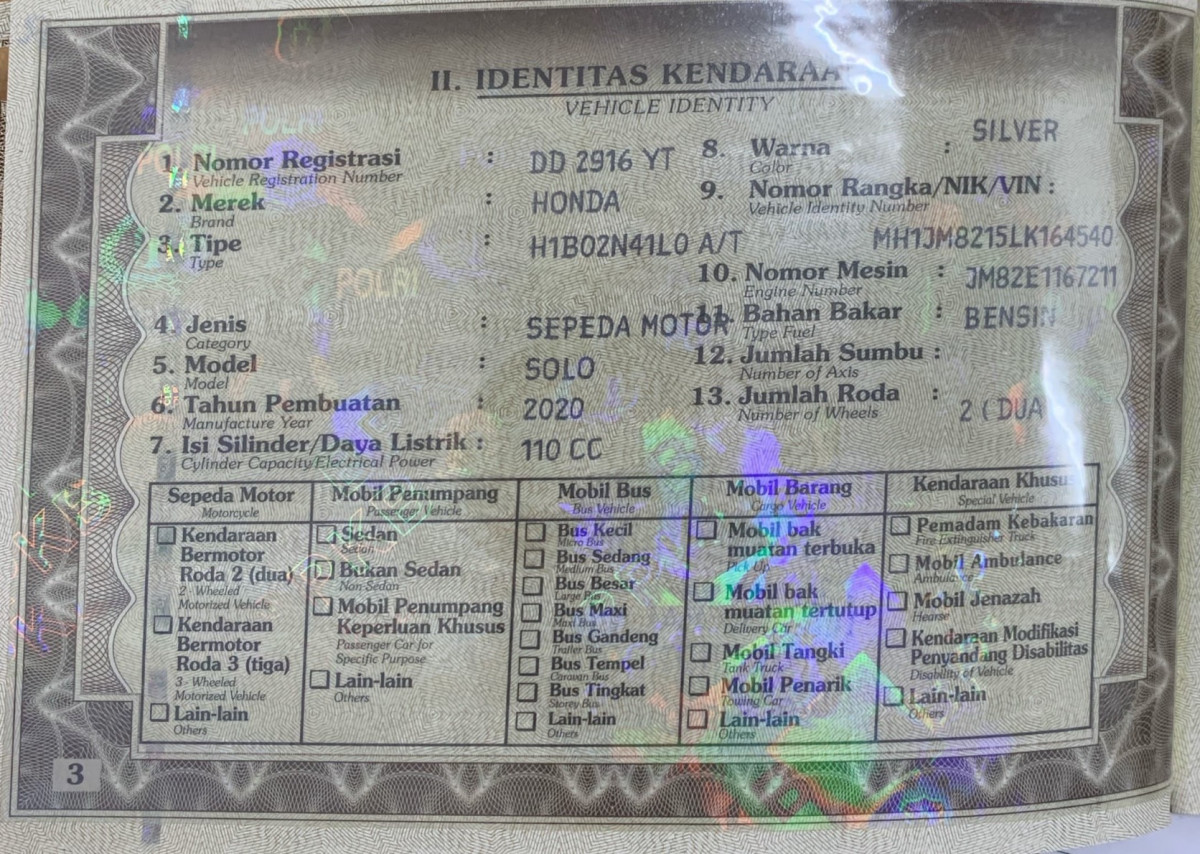 II. IDENTITAS KENDARAA
VEHICLE IDENTITY
1. Nomor Registrasi : DD 2916 YT
Vehicle Registration Number
2. Merek : HONDA
Brand
3. Tipe : H1B02N41L0 A/T
Type
4. Jenis : SEPEDA MOTOR
Category
5. Model : SOLO
Model
6. Tahun Pembuatan : 2020
Manufacture Year
7. Isi Silinder/Daya Listrik : 110 CC
Cylinder Capacity/Electrical Power
8. Warna : SILVER
Color
9. Nomor Rangka/NIK/VIN :
Vehicle Identity Number
MH1JM8215LK164540
10. Nomor Mesin : JM82E1167211
Engine Number
11. Bahan Bakar : BENSIN
Type Fuel
12. Jumlah Sumbu :
Number of Axis
13. Jumlah Roda : 2 ( DUA
Number of Wheels
Sepeda Motor
Motorcycle
Kendaraan
Bermotor
Roda 2 (dua)
2 - Wheeled
Motorized Vehicle
Kendaraan
Bermotor
Roda 3 (tiga)
3 - Wheeled
Motorized Vehicle
Lain-lain
Others
Mobil Penumpang
Passenger Vehicle
Sedan
Sedan
Bukan Sedan
Non Sedan
Mobil Penumpang
Keperluan Khusus
Passenger Car for
Specific Purpose
Lain-lain
Others
Mobil Bus
Bus Vehicle
Bus Kecil
Micro Bus
Bus Sedang
Medium Bus
Bus Besar
Large Bus
Bus Maxi
Maxi Bus
Bus Gandeng
Trailer Bus
Bus Tempel
Caravan Bus
Bus Tingkat
Storey Bus
Lain-lain
Others
Mobil Barang
Cargo Vehicle
Mobil bak
muatan terbuka
Pick Up
Mobil bak
muatan tertutup
Delivery Car
Mobil Tangki
Tank Truck
Mobil Penarik
Towing Car
Lain-lain
Others
Kendaraan Khusus
Special Vehicle
Pemadam Kebakaran
Fire Extinguisher Truck
Mobil Ambulance
Ambulance
Mobil Jenazah
Hearse
Kendaraan Modifikasi
Penyandang Disabilitas
Disability of Vehicle
Lain-lain
Others
POLRI
POLRI
POLRI
3